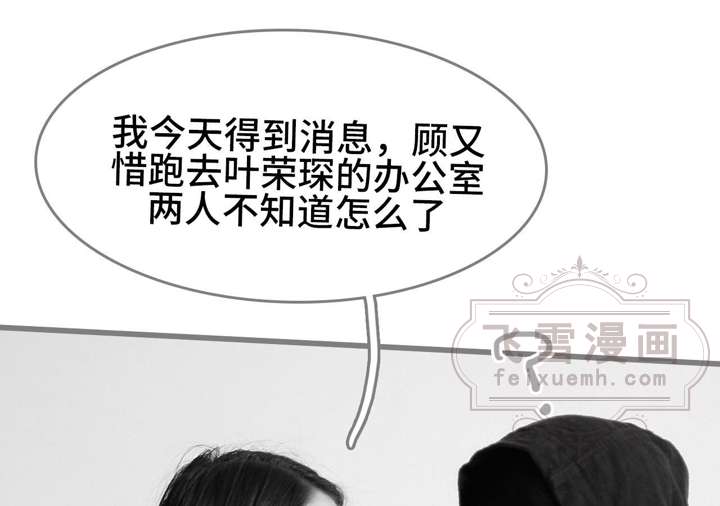 我今天得到消息，顾又
惜跑去叶荣琛的办公室
两人不知道怎么了
飞雪漫画
?
feixuemh.com